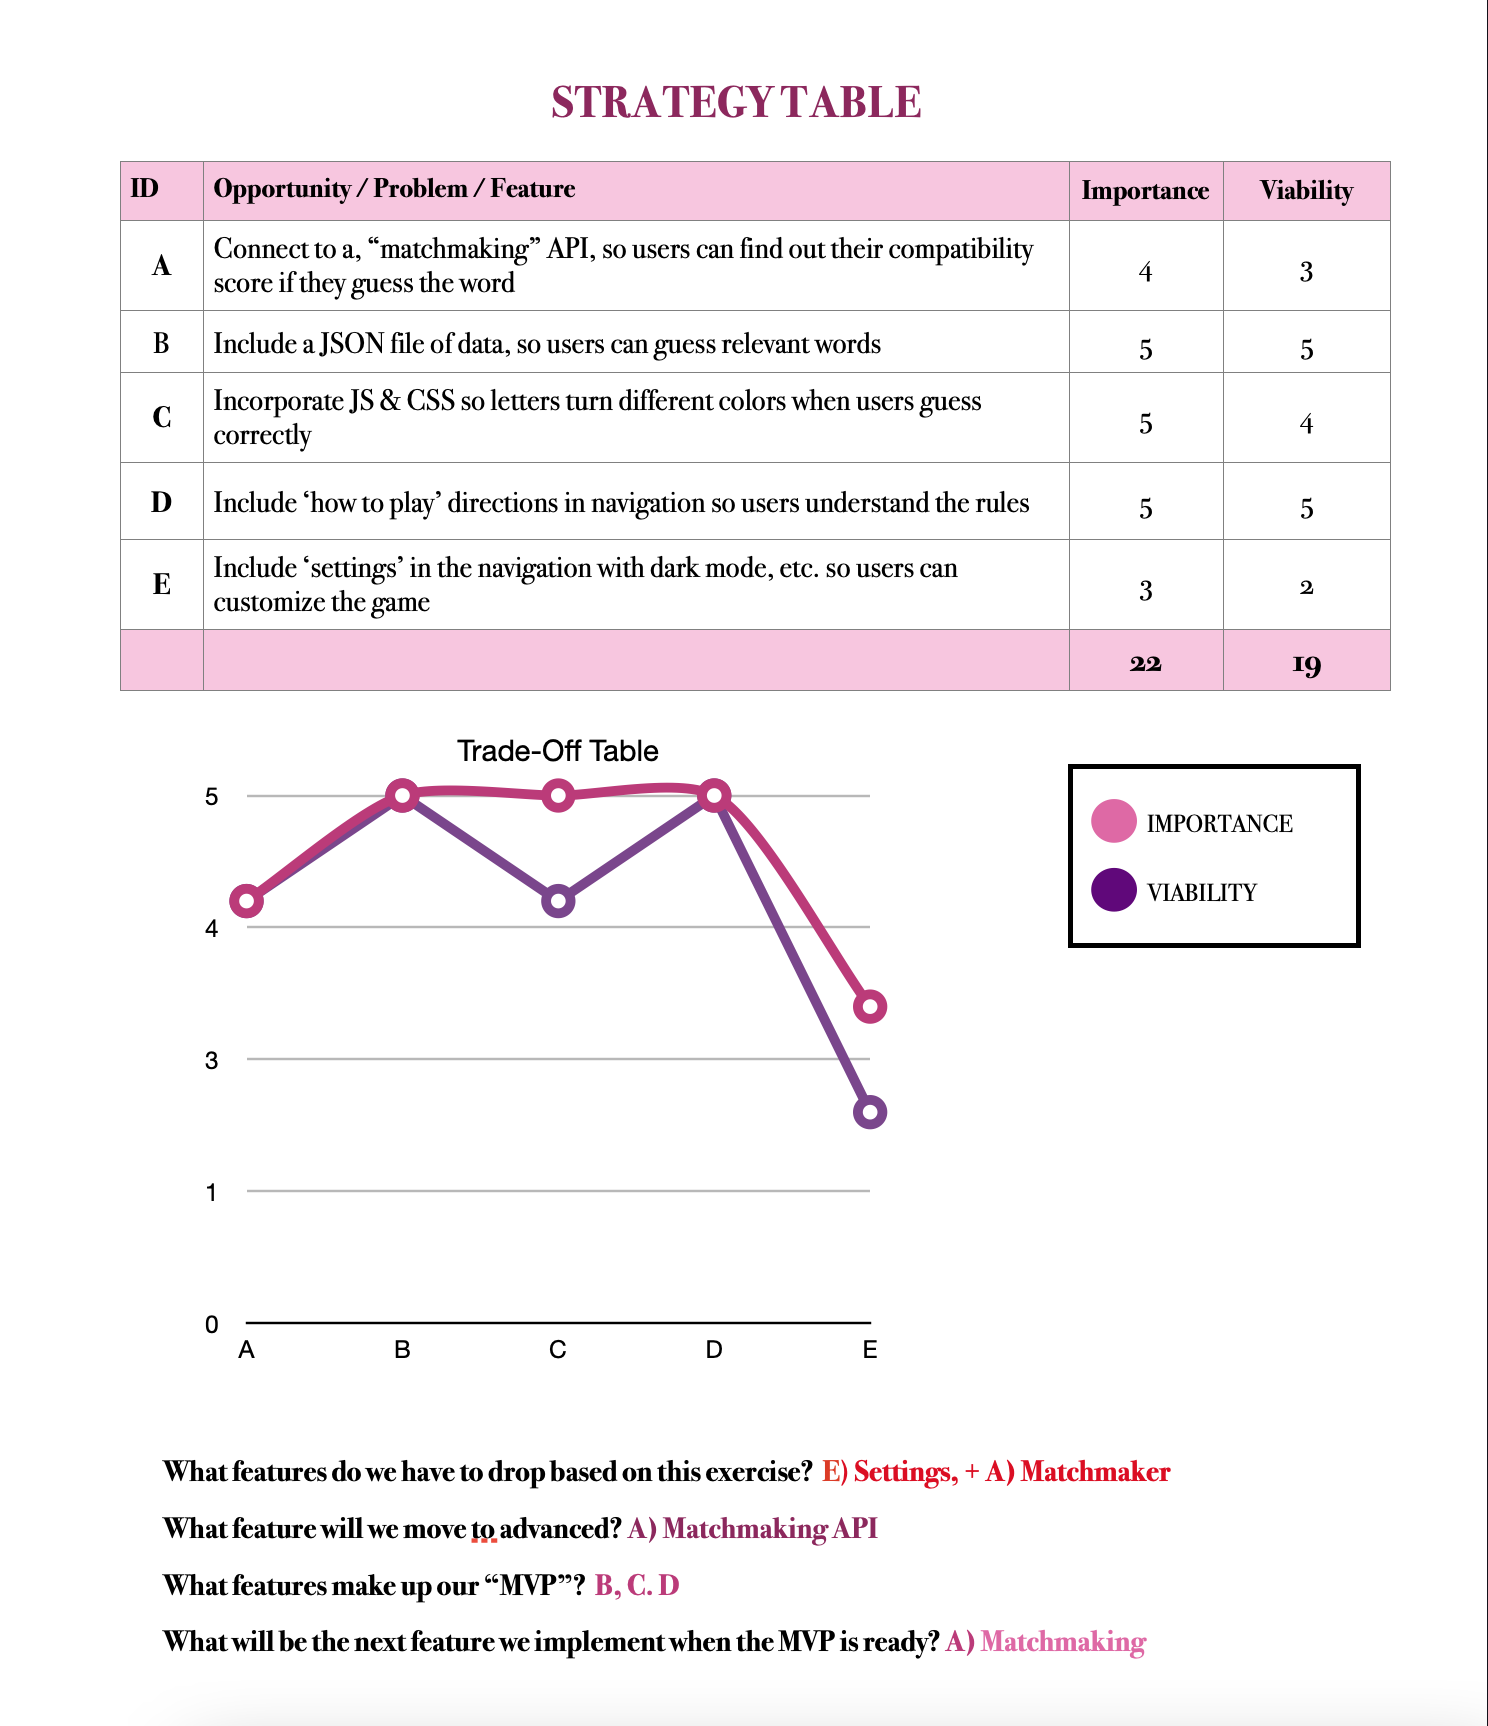 STRATEGY TABLE
ID Opportunity / Problem / Feature Importance Viability
A Connect to a, “matchmaking” API, so users can find out their compatibility
score if they guess the word 4 3
B Include a JSON file of data, so users can guess relevant words 5 5
C Incorporate JS & CSS so letters turn different colors when users guess
correctly 5 4
D Include ‘how to play’ directions in navigation so users understand the rules 5 5
E Include ‘settings’ in the navigation with dark mode, etc. so users can
customize the game 3 2
22 19
Trade-Off Table
5
4
3
1
0
A B C D E
IMPORTANCE
VIABILITY
What features do we have to drop based on this exercise? E) Settings, + A) Matchmaker
What feature will we move to advanced? A) Matchmaking API
What features make up our “MVP”? B, C. D
What will be the next feature we implement when the MVP is ready? A) Matchmaking